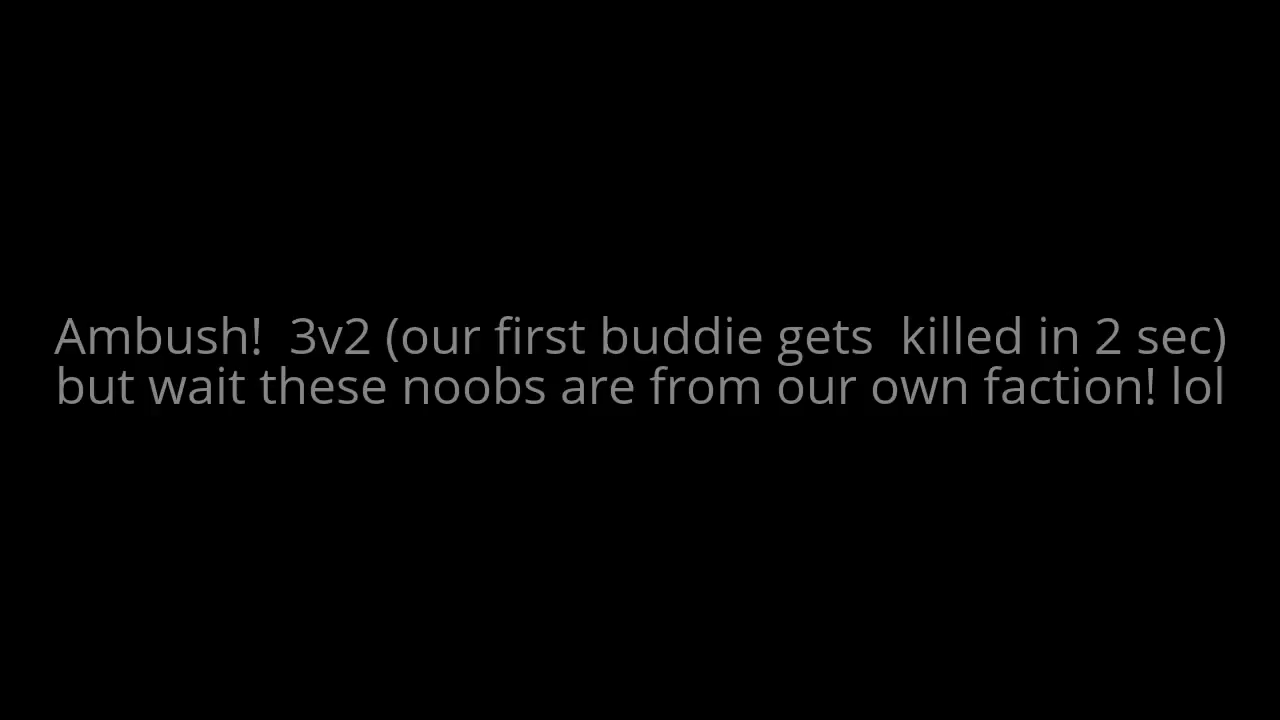 Ambush!  3v2 (our first buddie gets  killed in 2 sec)
but wait these noobs are from our own faction! lol